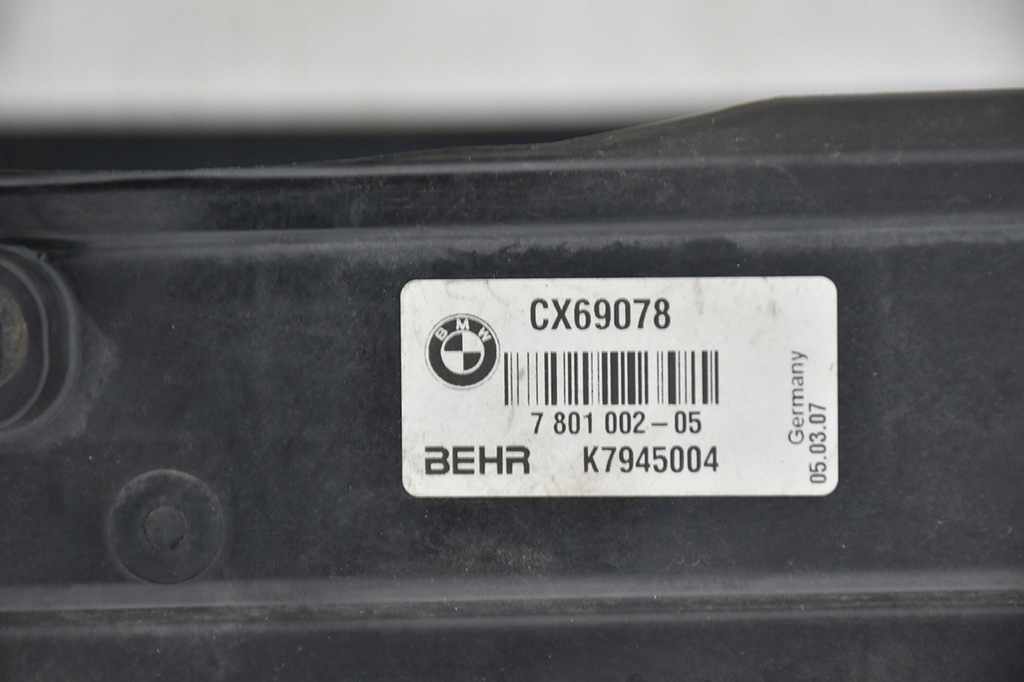 CX69078
BMW
7 801 002-05
BEHR K7945004
Germany
05.03.07